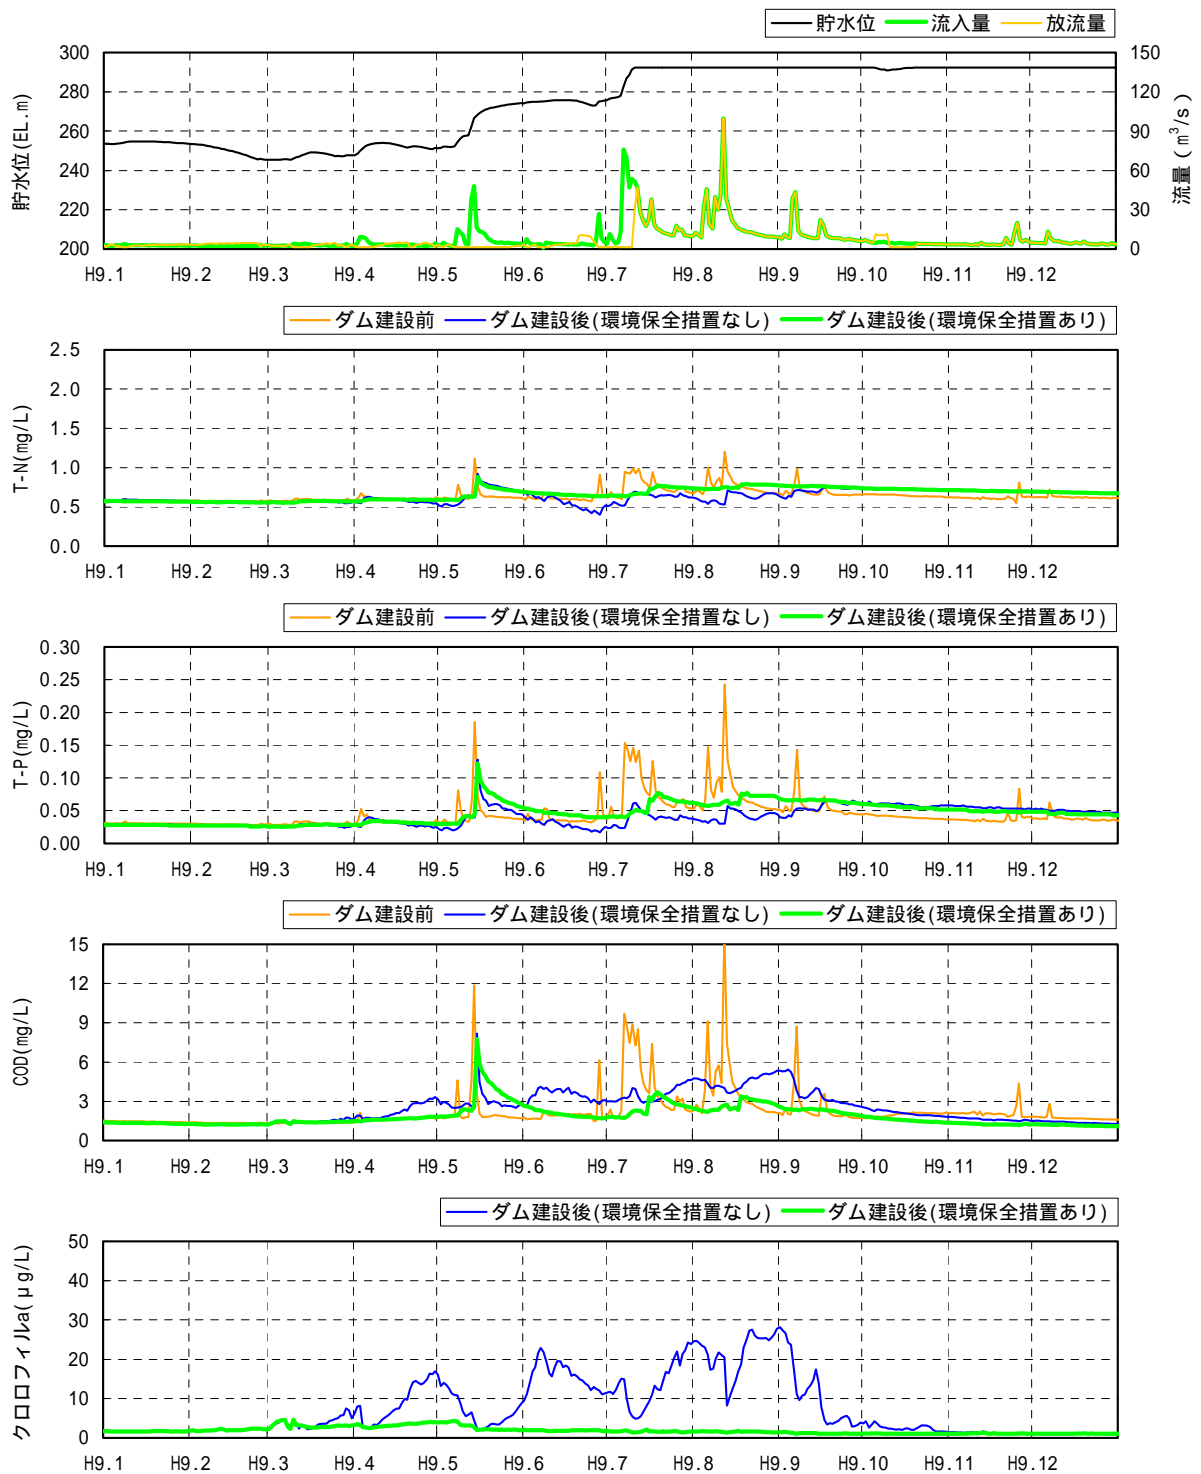 貯水位 流入量 放流量
貯水位(EL.m)
300
280
260
240
220
200
150
120
90
60
30
0
流量(m³/s)
H9.1 H9.2 H9.3 H9.4 H9.5 H9.6 H9.7 H9.8 H9.9 H9.10 H9.11 H9.12
ダム建設前 ダム建設後(環境保全措置なし) ダム建設後(環境保全措置あり)
T-N(mg/L)
2.5
2.0
1.5
1.0
0.5
0.0
H9.1 H9.2 H9.3 H9.4 H9.5 H9.6 H9.7 H9.8 H9.9 H9.10 H9.11 H9.12
ダム建設前 ダム建設後(環境保全措置なし) ダム建設後(環境保全措置あり)
T-P(mg/L)
0.30
0.25
0.20
0.15
0.10
0.05
0.00
H9.1 H9.2 H9.3 H9.4 H9.5 H9.6 H9.7 H9.8 H9.9 H9.10 H9.11 H9.12
ダム建設前 ダム建設後(環境保全措置なし) ダム建設後(環境保全措置あり)
COD(mg/L)
15
12
9
6
3
0
H9.1 H9.2 H9.3 H9.4 H9.5 H9.6 H9.7 H9.8 H9.9 H9.10 H9.11 H9.12
ダム建設後(環境保全措置なし) ダム建設後(環境保全措置あり)
クロロフィルa(μg/L)
50
40
30
20
10
0
H9.1 H9.2 H9.3 H9.4 H9.5 H9.6 H9.7 H9.8 H9.9 H9.10 H9.11 H9.12